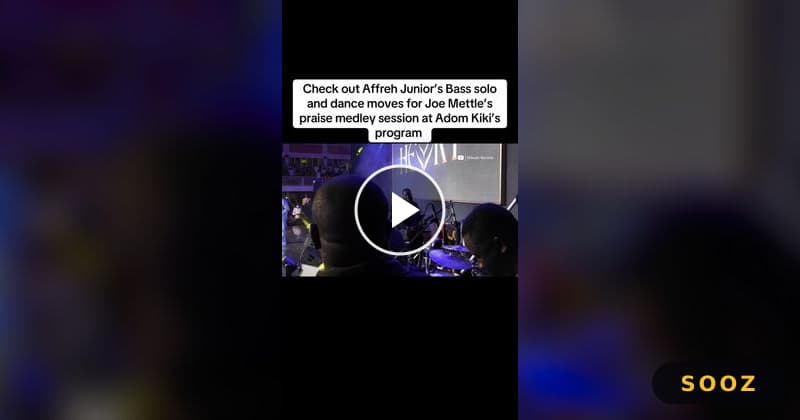 Check out Affreh Junior's Bass solo
and dance moves for Joe Mettle's
praise medley session at Adom Kiki's
program
SOOZ